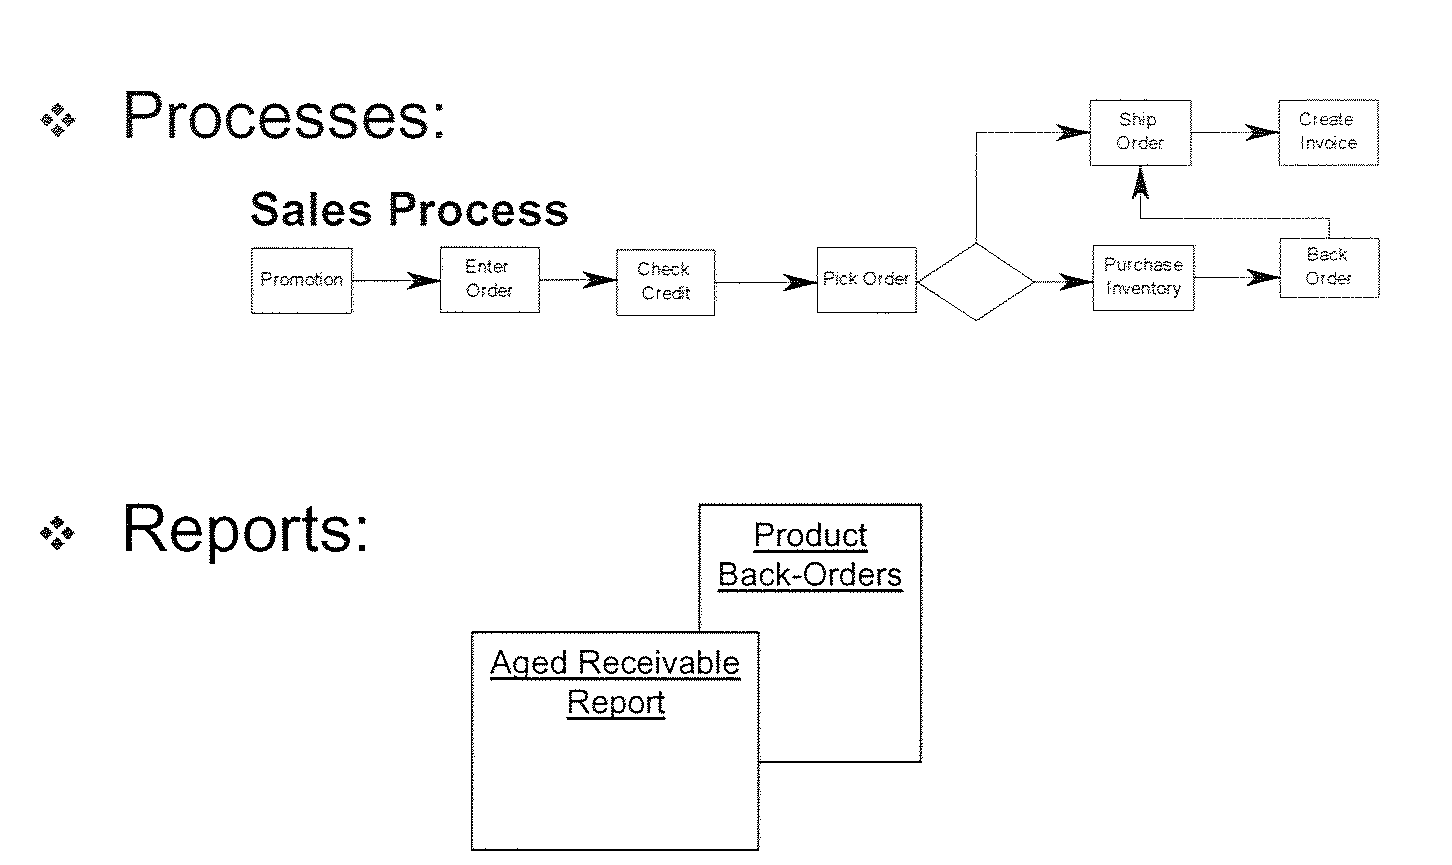 Processes:
Sales Process
Promotion
Enter
Order
Check
Credit
Pick Order
Ship
Order
Create
Invoice
Purchase
Inventory
Back
Order
Reports:
Product
Back-Orders
Aged Receivable
Report